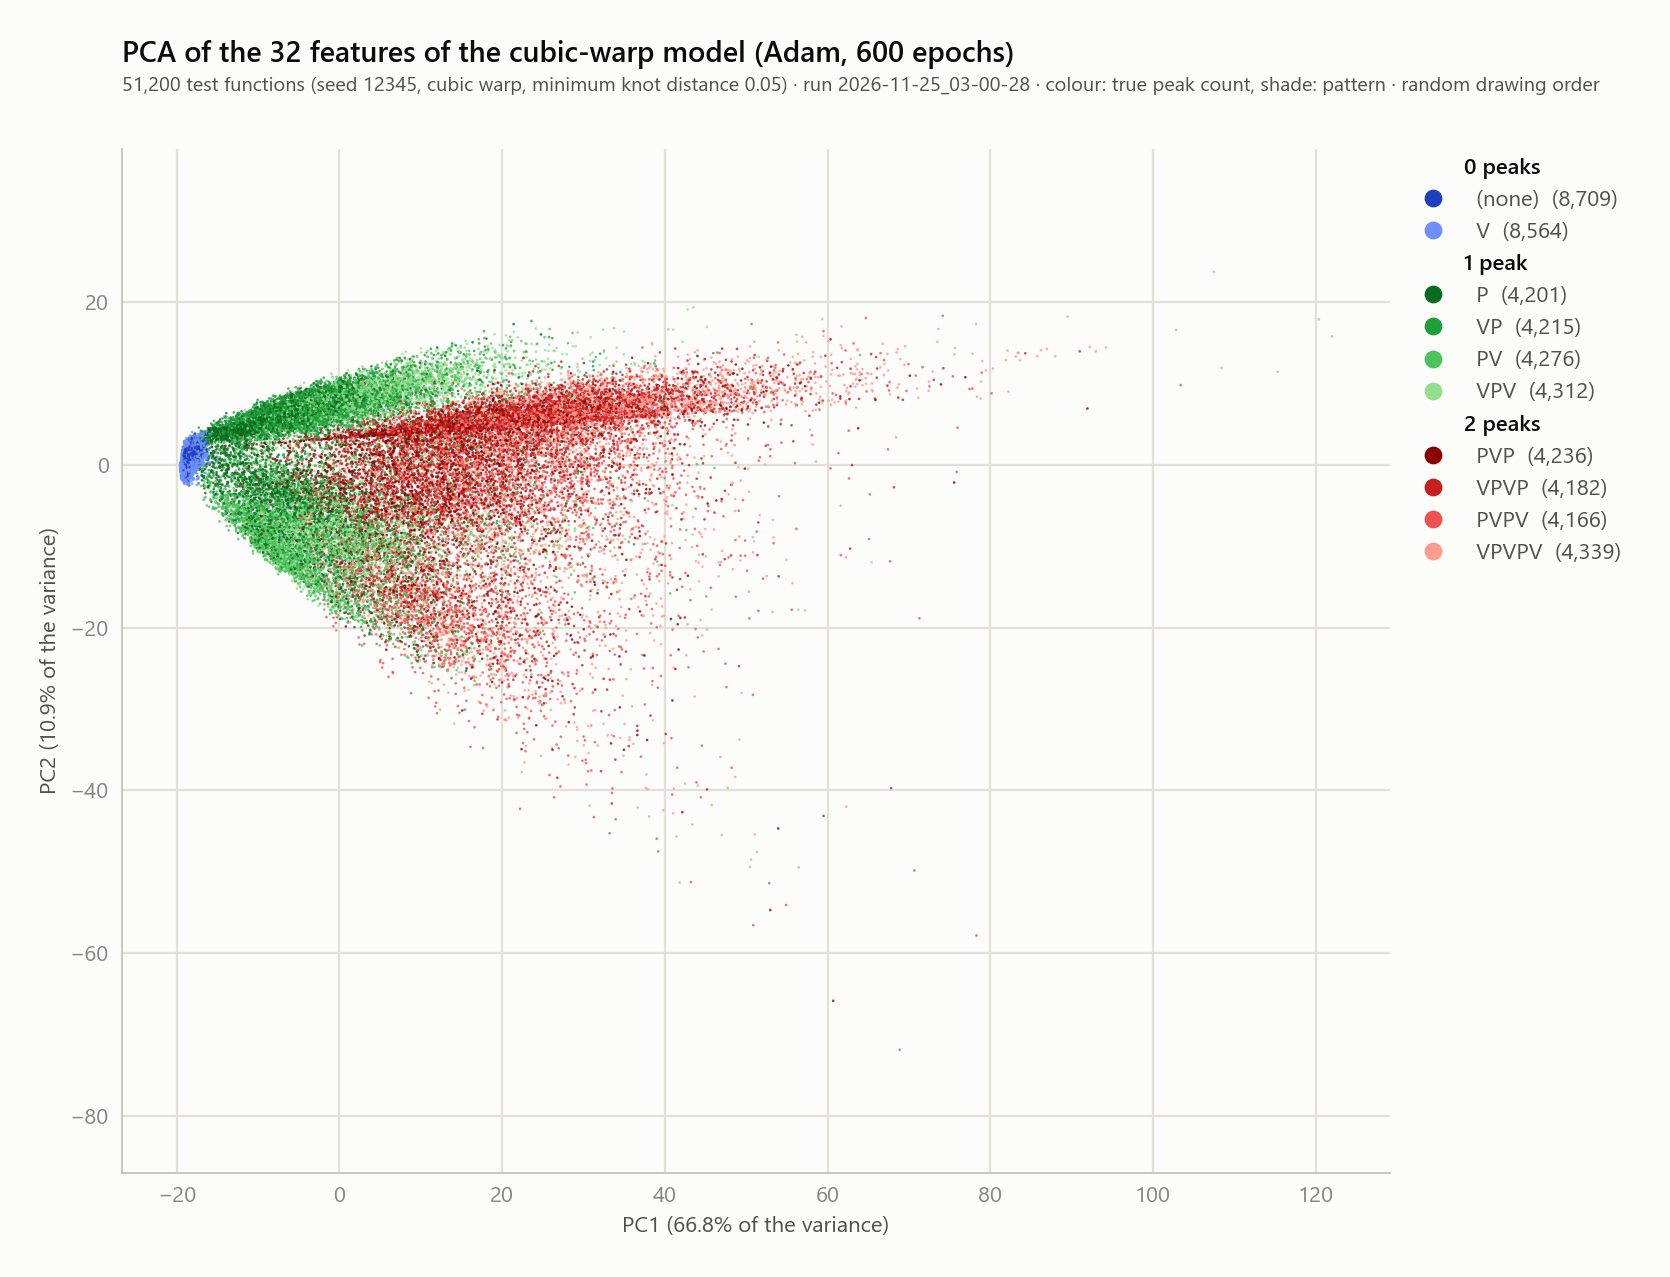 PCA of the 32 features of the cubic-warp model (Adam, 600 epochs)
51,200 test functions (seed 12345, cubic warp, minimum knot distance 0.05) · run 2026-11-25_03-00-28 · colour: true peak count, shade: pattern · random drawing order
0 peaks
(none) (8,709)
V (8,564)
1 peak
P (4,201)
VP (4,215)
PV (4,276)
VPV (4,312)
2 peaks
PVP (4,236)
VPVP (4,182)
PVPV (4,166)
VPVPV (4,339)
PC2 (10.9% of the variance)
20
0
−20
−40
−60
−80
−20
0
20
40
60
80
100
120
PC1 (66.8% of the variance)